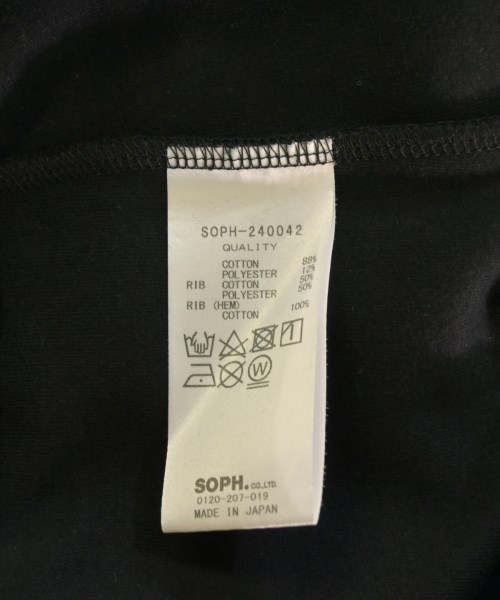 SOPH-240042
QUALITY
COTTON 88%
POLYESTER 12%
RIB COTTON 50%
POLYESTER 50%
RIB (HEM) 100%
COTTON
W
SOPH. CO.,LTD.
0120-207-019
MADE IN JAPAN